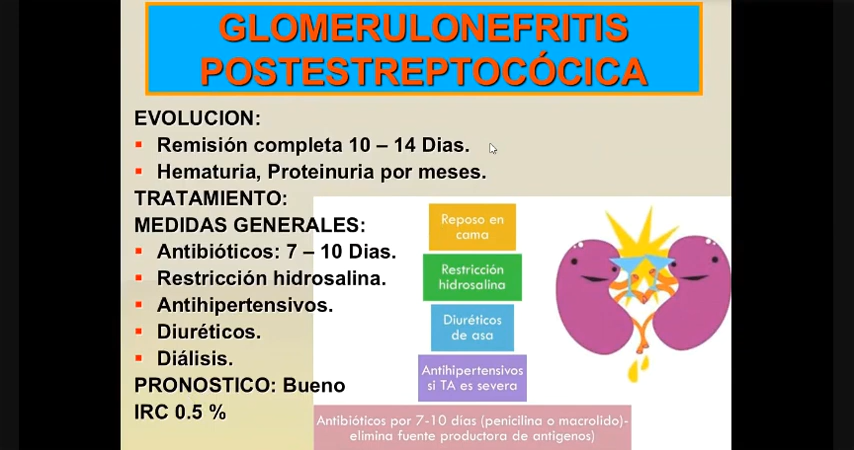 GLOMERULONEFRITIS
POSTESTREPTOCÓCICA
EVOLUCION:
Remisión completa 10 – 14 Dias.
Hematuria, Proteinuria por meses.
TRATAMIENTO:
MEDIDAS GENERALES:
Antibióticos: 7 – 10 Dias.
Restricción hidrosalina.
Antihipertensivos.
Diuréticos.
Diálisis.
PRONOSTICO: Bueno
IRC 0.5 %
Reposo en
cama
Restricción
hidrosalina
Diuréticos
de asa
Antihipertensivos
si TA es severa
Antibióticos por 7-10 días (penicilina o macrolido)-
elimina fuente productora de antigenos)